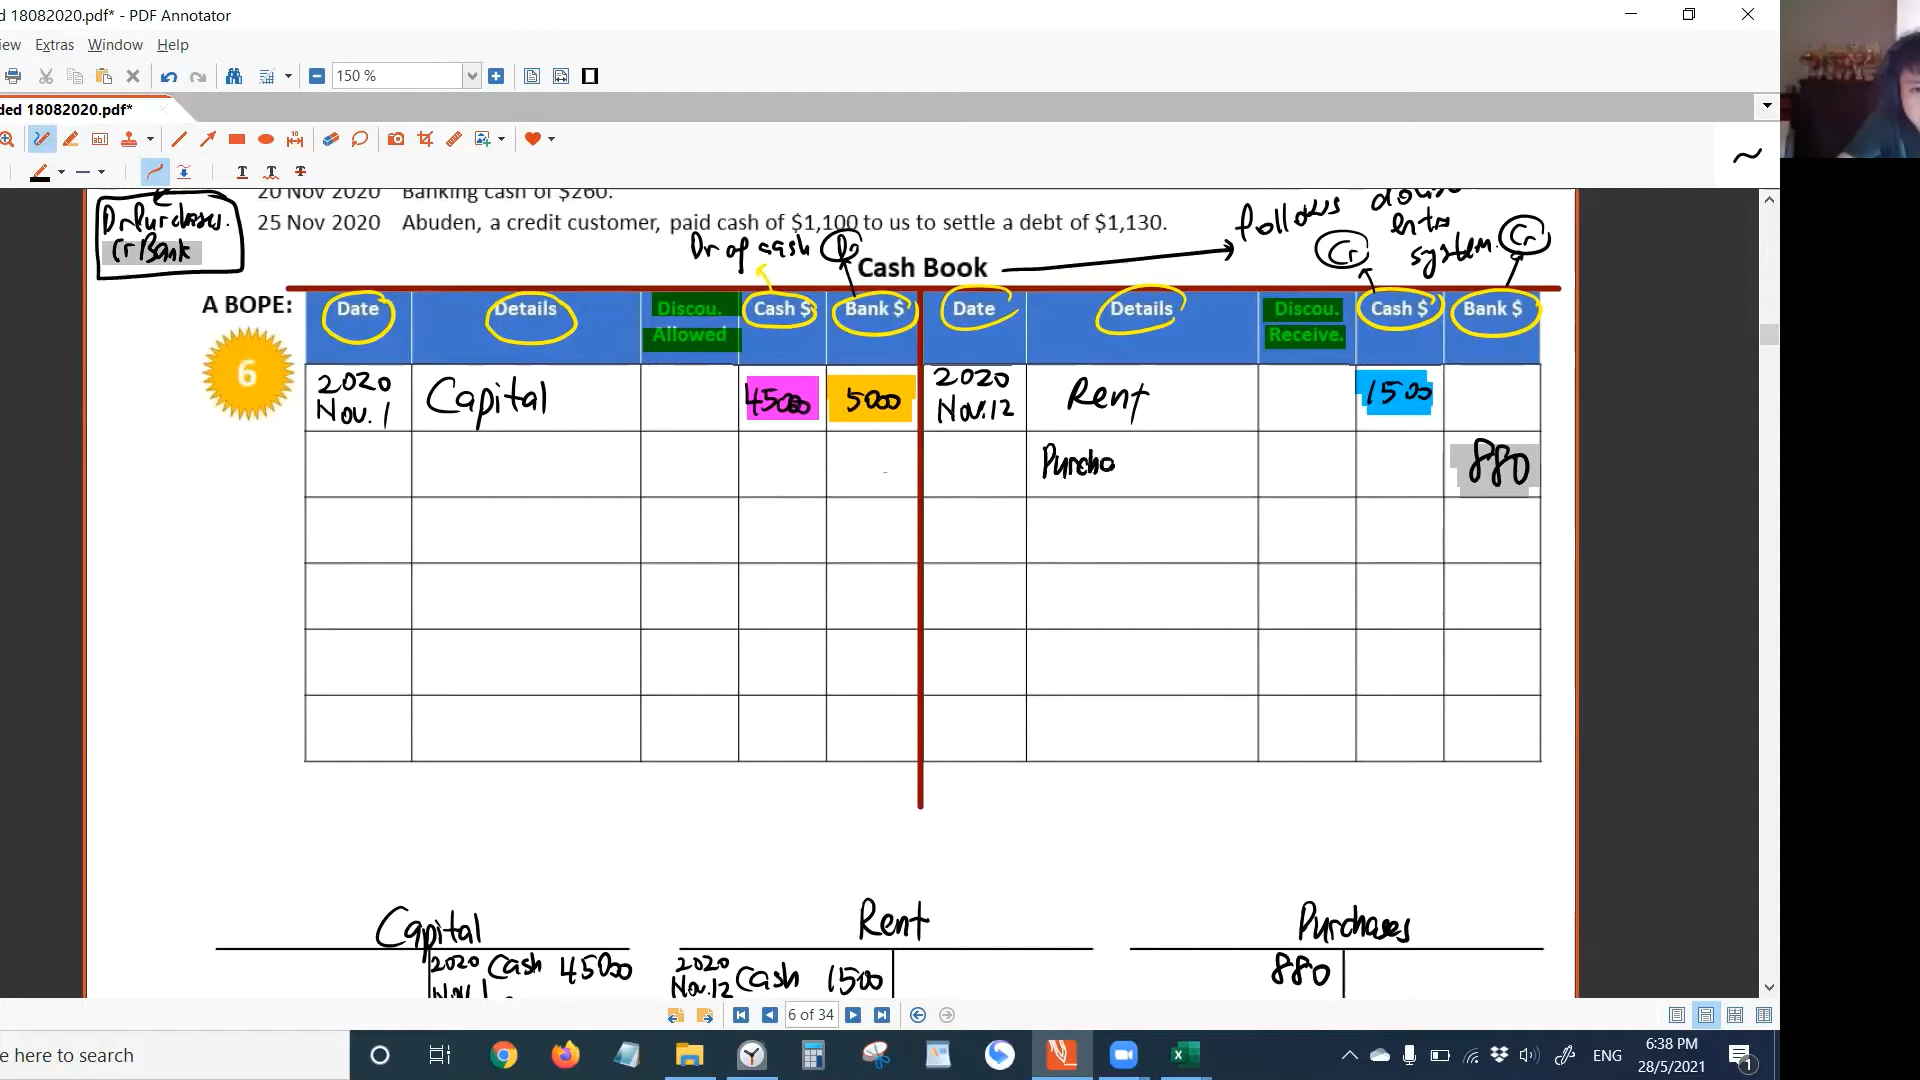 d 18082020.pdf* - PDF Annotator
iew Extras Window Help
150 %
ded 18082020.pdf*
20 Nov 2020 Banking cash of $260.
25 Nov 2020 Abuden, a credit customer, paid cash of $1,100 to us to settle a debt of $1,130.
Dr Purchases.
Cr Bank
Dr of cash Dr
follows double
entry
system.
Cr Cr
Cash Book
A BOPE:
6
Date Details Discou. Allowed Cash $ Bank $ Date Details Discou. Receive. Cash $ Bank $
2020 Nov. 1 Capital 45000 5000 2020 Nov. 12 Rent 1500
Purcha 880
Capital Rent Purchases
2020 Cash 45000 2020 Nov. 12 Cash 1500 880
Nov 1
6 of 34
e here to search
ENG
6:38 PM
28/5/2021
1